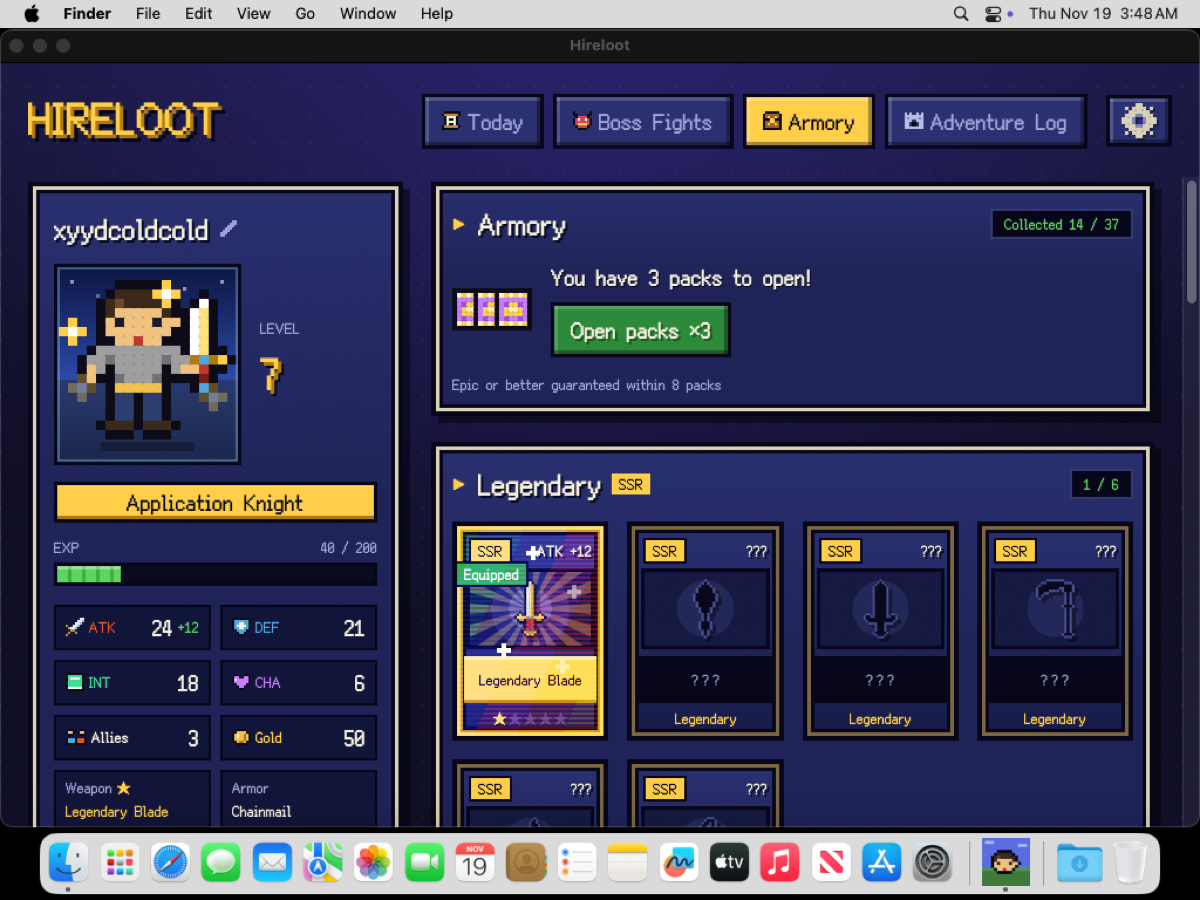 Finder File Edit View Go Window Help Thu Nov 19 3:48 AM
Hireloot
HIRELOOT
Today
Boss Fights
Armory
Adventure Log
xyydcoldcold
LEVEL
7
Application Knight
EXP 40 / 200
ATK 24 +12
DEF 21
INT 18
CHA 6
Allies 3
Gold 50
Weapon
Legendary Blade
Armor
Chainmail
Armory
Collected 14 / 37
You have 3 packs to open!
Open packs ×3
Epic or better guaranteed within 8 packs
Legendary SSR
1 / 6
SSR ATK +12
Equipped
Legendary Blade
SSR ???
???
Legendary
SSR ???
???
Legendary
SSR ???
???
Legendary
SSR ???
SSR ???
NOV
19
tv